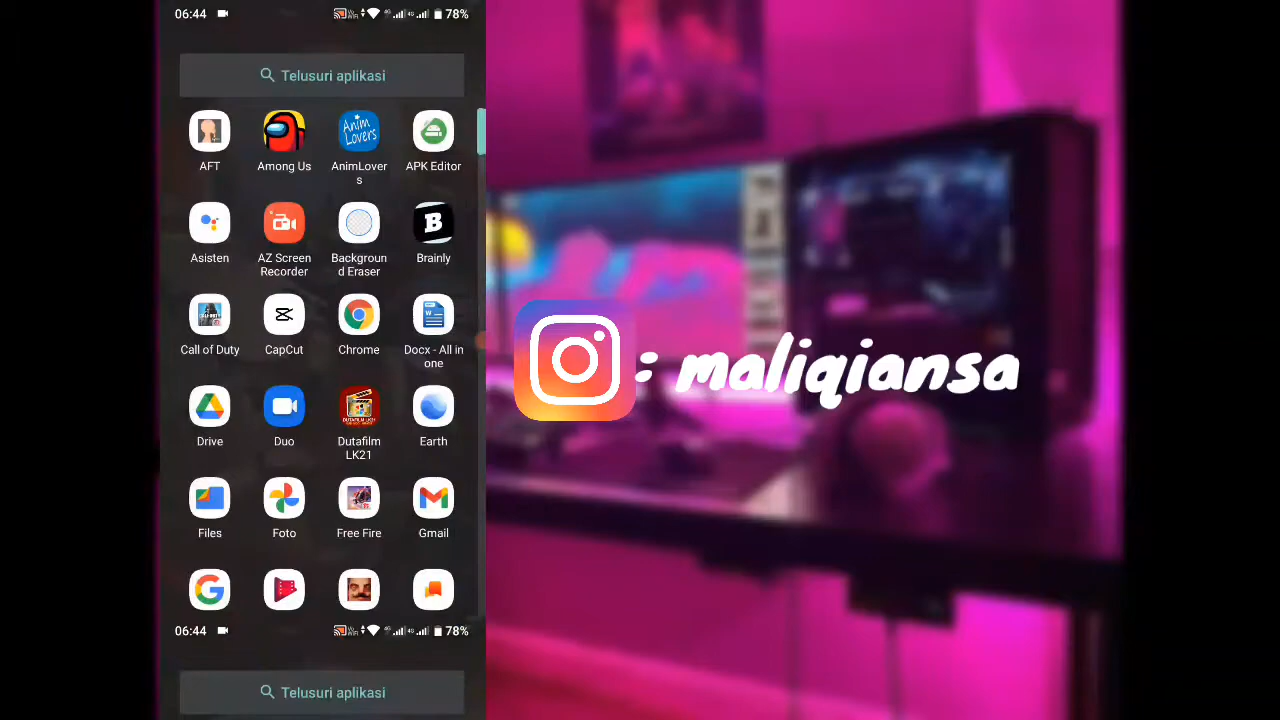 06:44
78%
Telusuri aplikasi
AFT
Among Us
AnimLover
s
APK Editor
Asisten
AZ Screen
Recorder
Backgroun
d Eraser
Brainly
Call of Duty
CapCut
Chrome
Docx - All in
one
Drive
Duo
Dutafilm
LK21
Earth
Files
Foto
Free Fire
Gmail
: maliqiansa
06:44
78%
Telusuri aplikasi